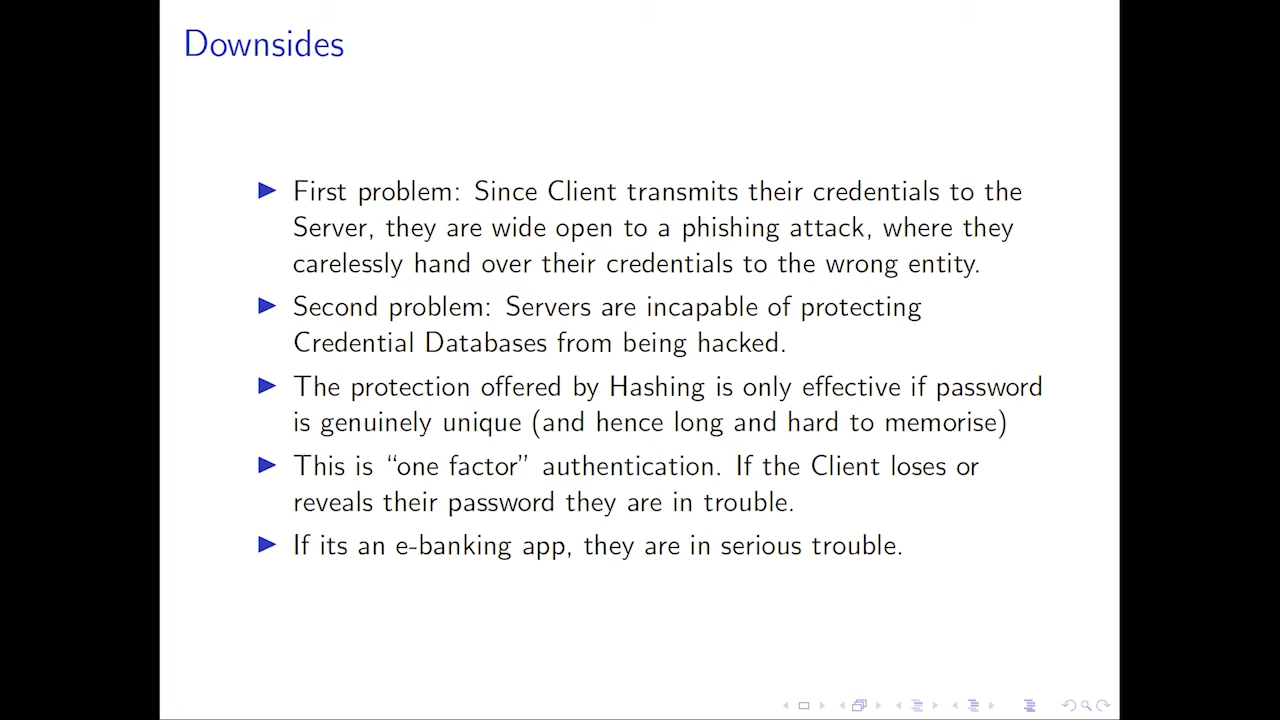 Downsides
First problem: Since Client transmits their credentials to the
Server, they are wide open to a phishing attack, where they
carelessly hand over their credentials to the wrong entity.
Second problem: Servers are incapable of protecting
Credential Databases from being hacked.
The protection offered by Hashing is only effective if password
is genuinely unique (and hence long and hard to memorise)
This is “one factor” authentication. If the Client loses or
reveals their password they are in trouble.
If its an e-banking app, they are in serious trouble.